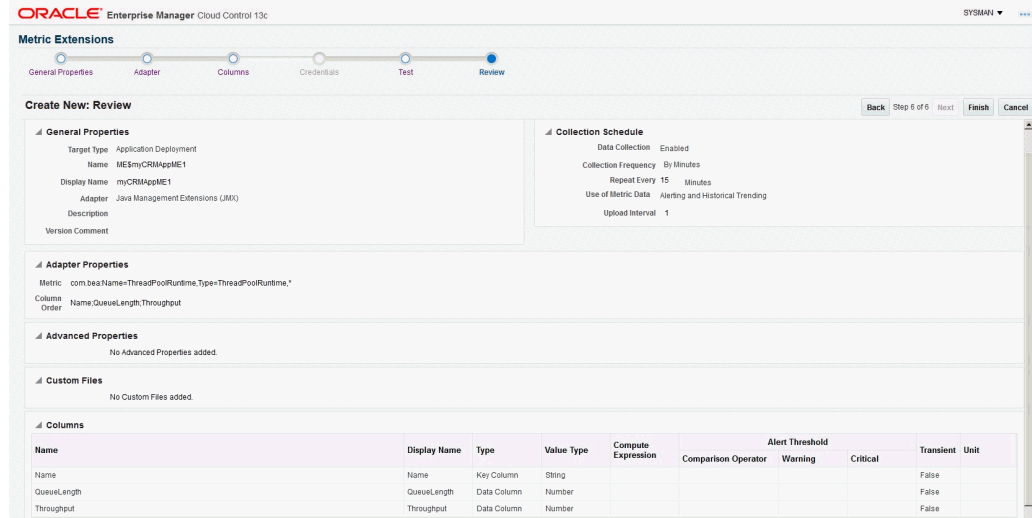 ORACLE Enterprise Manager Cloud Control 13c
SYSMAN
Metric Extensions
General Properties Adapter Columns Credentials Test Review
Create New: Review
Back Step 6 of 6 Next Finish Cancel
General Properties
Target Type Application Deployment
Name ME$myCRMAppME1
Display Name myCRMAppME1
Adapter Java Management Extensions (JMX)
Description
Version Comment
Collection Schedule
Data Collection Enabled
Collection Frequency By Minutes
Repeat Every 15 Minutes
Use of Metric Data Alerting and Historical Trending
Upload Interval 1
Adapter Properties
Metric com.bea:Name=ThreadPoolRuntime,Type=ThreadPoolRuntime,*
Column Order Name;QueueLength;Throughput
Advanced Properties
No Advanced Properties added.
Custom Files
No Custom Files added.
Columns
Name Display Name Type Value Type Compute Expression Alert Threshold Transient Unit
Comparison Operator Warning Critical
Name Name Key Column String False
QueueLength QueueLength Data Column Number False
Throughput Throughput Data Column Number False